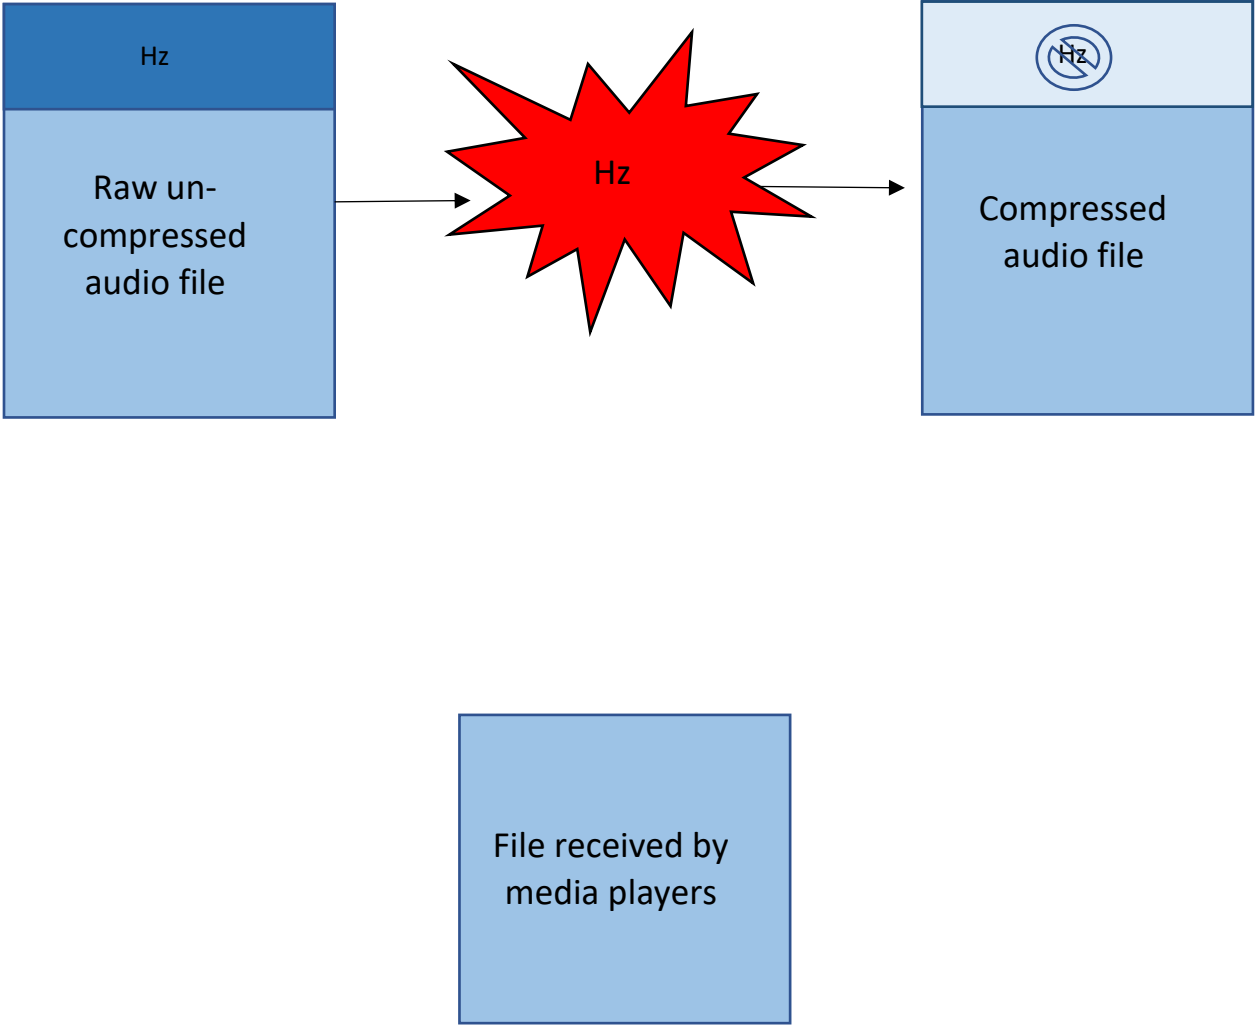 Hz
Raw un-
compressed
audio file
Hz
Hz
Compressed
audio file
File received by
media players